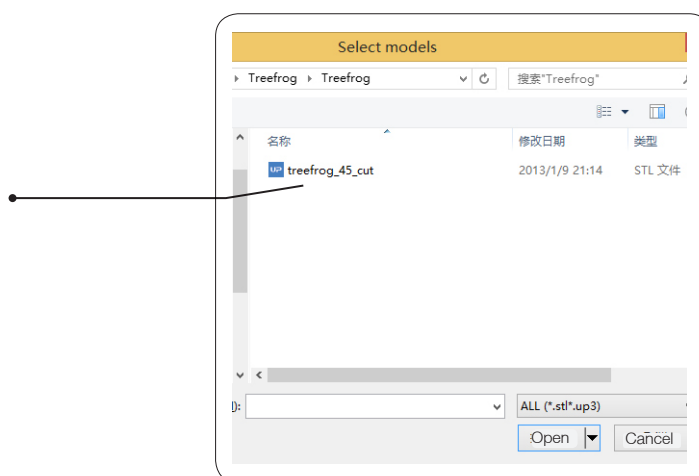 Select models
Treefrog Treefrog 搜索"Treefrog"
名称 修改日期 类型
UP treefrog_45_cut 2013/1/9 21:14 STL 文件
): ALL (*.stl*.up3)
Open Cancel